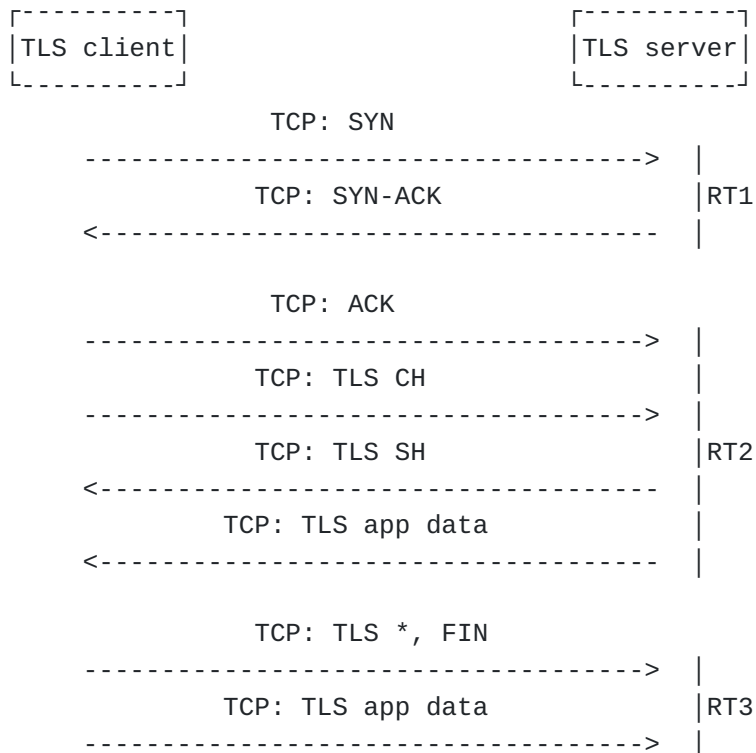 TLS client TLS server
TCP: SYN
TCP: SYN-ACK RT1
TCP: ACK
TCP: TLS CH
TCP: TLS SH RT2
TCP: TLS app data
TCP: TLS *, FIN
TCP: TLS app data RT3